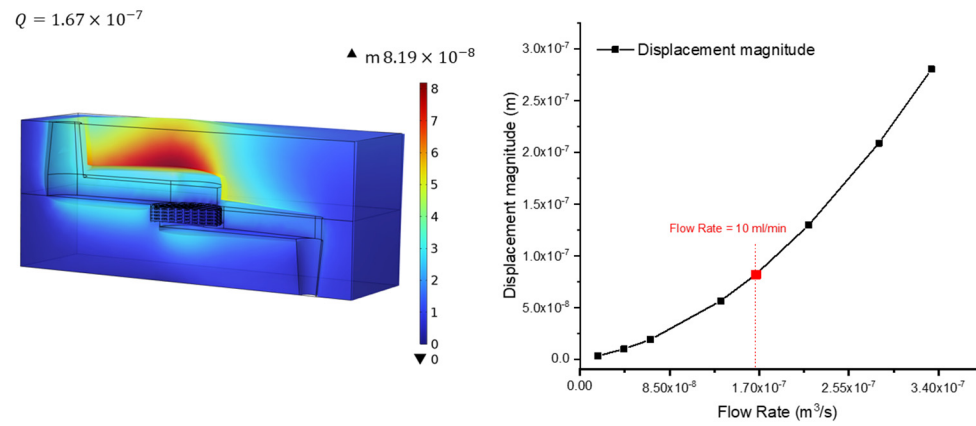 Q = 1.67 × 10⁻⁷
▲ m 8.19 × 10⁻⁸
8
7
6
5
4
3
2
1
0
▼ 0
Displacement magnitude
Displacement magnitude (m)
3.0x10⁻⁷
2.5x10⁻⁷
2.0x10⁻⁷
1.5x10⁻⁷
1.0x10⁻⁷
5.0x10⁻⁸
0.0
Flow Rate = 10 ml/min
0.00 8.50x10⁻⁸ 1.70x10⁻⁷ 2.55x10⁻⁷ 3.40x10⁻⁷
Flow Rate (m³/s)